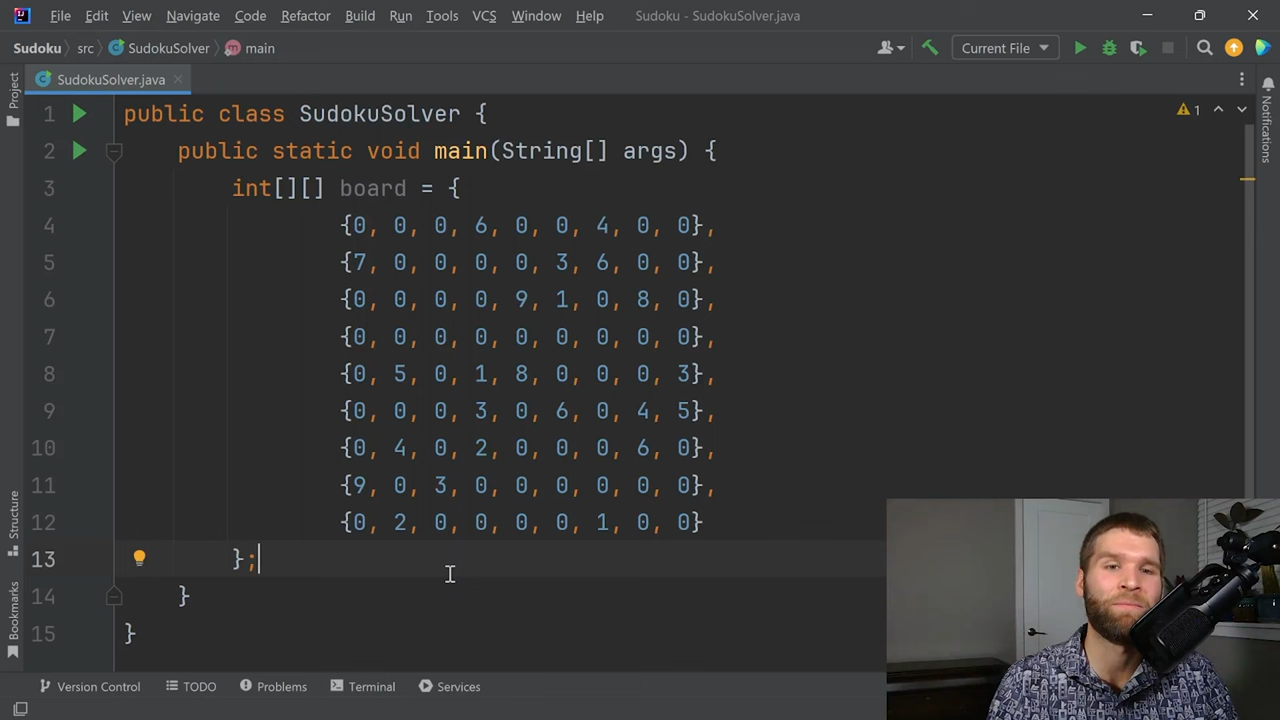 File Edit View Navigate Code Refactor Build Run Tools VCS Window Help Sudoku - SudokuSolver.java
Sudoku src SudokuSolver main Current File
Project
SudokuSolver.java
1 public class SudokuSolver {
2 public static void main(String[] args) {
3 int[][] board = {
4 {0, 0, 0, 6, 0, 0, 4, 0, 0},
5 {7, 0, 0, 0, 0, 3, 6, 0, 0},
6 {0, 0, 0, 0, 9, 1, 0, 8, 0},
7 {0, 0, 0, 0, 0, 0, 0, 0, 0},
8 {0, 5, 0, 1, 8, 0, 0, 0, 3},
9 {0, 0, 0, 3, 0, 6, 0, 4, 5},
10 {0, 4, 0, 2, 0, 0, 0, 6, 0},
11 {9, 0, 3, 0, 0, 0, 0, 0, 0},
12 {0, 2, 0, 0, 0, 0, 1, 0, 0}
13 };
14 }
15 }
1
Notifications
Structure
Bookmarks
Version Control TODO Problems Terminal Services